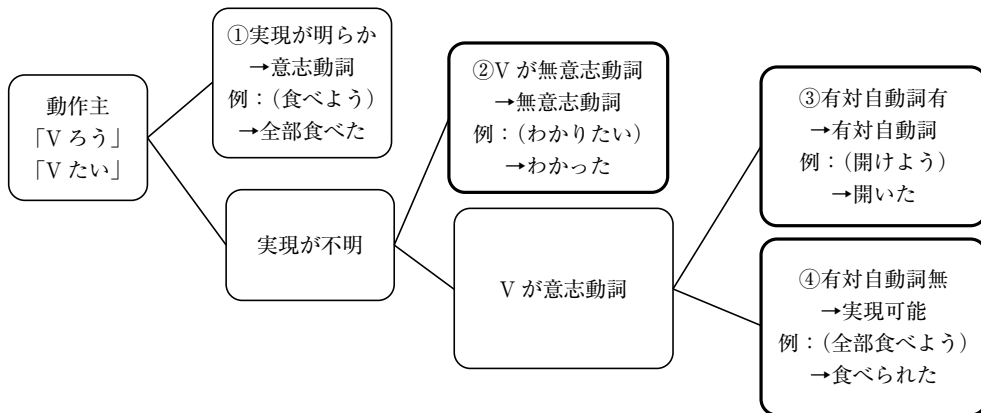 動作主
「V ろう」
「V たい」
①実現が明らか
→意志動詞
例：（食べよう）
→全部食べた
実現が不明
②V が無意志動詞
→無意志動詞
例：（わかりたい）
→わかった
V が意志動詞
③有対自動詞有
→有対自動詞
例：（開けよう）
→開いた
④有対自動詞無
→実現可能
例：（全部食べよう）
→食べられた